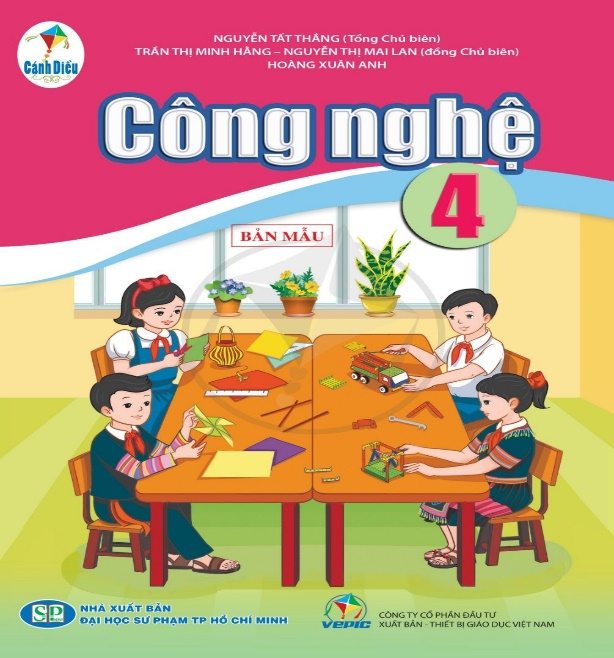 NGUYỄN TẤT THẮNG (Tổng Chủ biên)
TRẦN THỊ MINH HẰNG – NGUYỄN THỊ MAI LAN (đồng Chủ biên)
HOÀNG XUÂN ANH
Cánh Diều
Công nghệ
4
BẢN MẪU
SP
NHÀ XUẤT BẢN
ĐẠI HỌC SƯ PHẠM TP HỒ CHÍ MINH
VEPIC
CÔNG TY CỔ PHẦN ĐẦU TƯ
XUẤT BẢN - THIẾT BỊ GIÁO DỤC VIỆT NAM